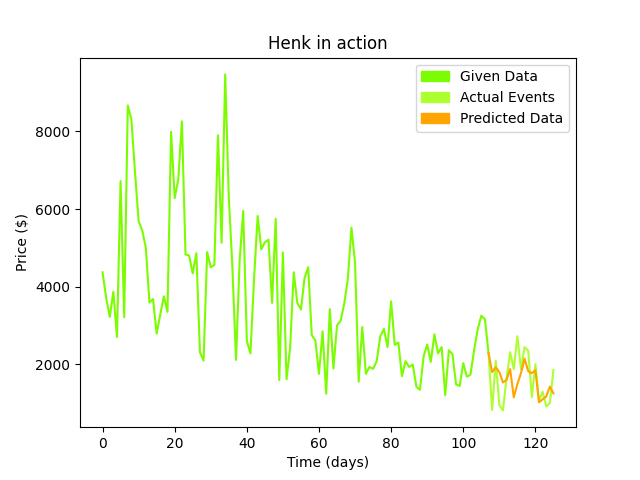 Henk in action
Given Data
Actual Events
Predicted Data
Price ($)
8000
6000
4000
2000
0 20 40 60 80 100 120
Time (days)